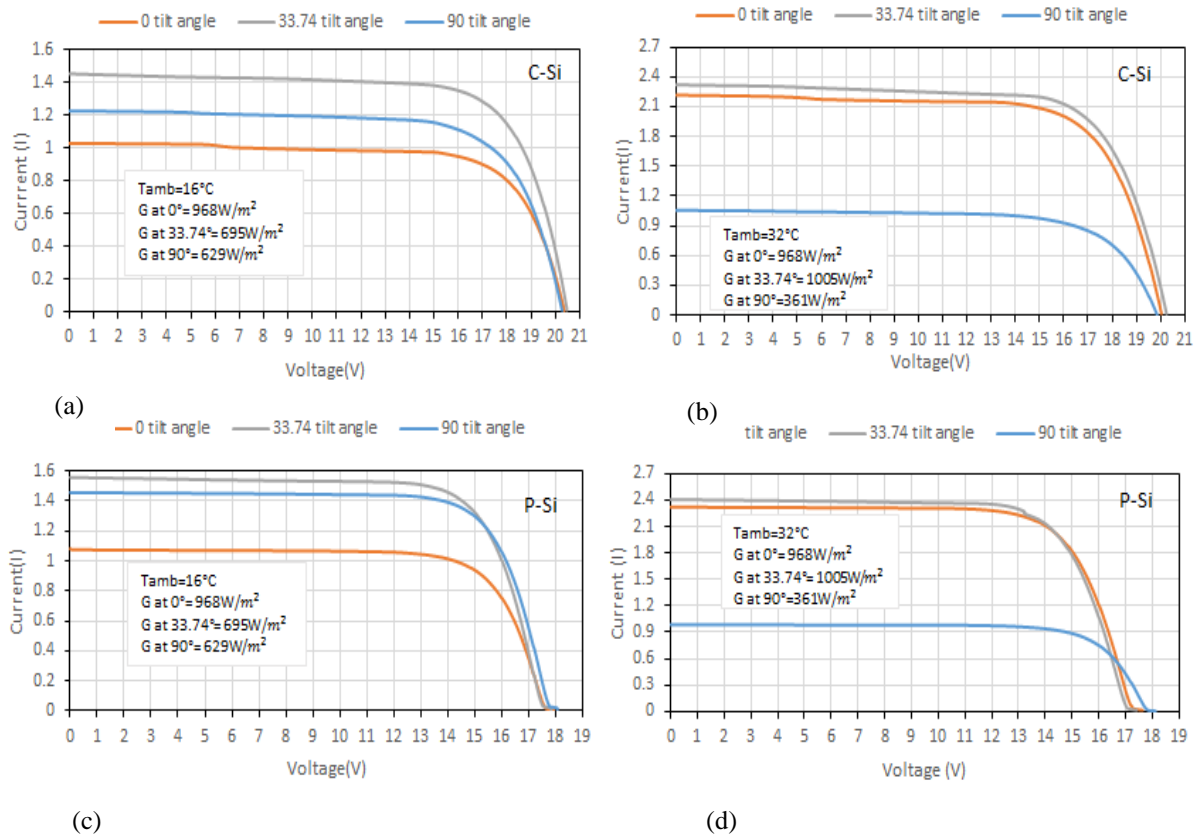 0 tilt angle 33.74 tilt angle 90 tilt angle
1.6
1.4
1.2
1
0.8
0.6
0.4
0.2
0
Currrent (I)
C-Si
Tamb=16°C
G at 0°= 968W/m²
G at 33.74°= 695W/m²
G at 90°= 629W/m²
0 1 2 3 4 5 6 7 8 9 10 11 12 13 14 15 16 17 18 19 20 21
Voltage(V)
(a)
0 tilt angle 33.74 tilt angle 90 tilt angle
2.7
2.4
2.1
1.8
1.5
1.2
0.9
0.6
0.3
0
Current(I)
C-Si
Tamb=32°C
G at 0°= 968W/m²
G at 33.74°= 1005W/m²
G at 90°=361W/m²
0 1 2 3 4 5 6 7 8 9 10 11 12 13 14 15 16 17 18 19 20 21
Voltage(V)
(b)
0 tilt angle 33.74 tilt angle 90 tilt angle
1.6
1.4
1.2
1
0.8
0.6
0.4
0.2
0
Current(I)
P-Si
Tamb=16°C
G at 0°= 968W/m²
G at 33.74°= 695W/m²
G at 90°= 629W/m²
0 1 2 3 4 5 6 7 8 9 10 11 12 13 14 15 16 17 18 19
Voltage(V)
(c)
tilt angle 33.74 tilt angle 90 tilt angle
2.7
2.4
2.1
1.8
1.5
1.2
0.9
0.6
0.3
0
Current (I)
P-Si
Tamb=32°C
G at 0°= 968W/m²
G at 33.74°= 1005W/m²
G at 90°=361W/m²
0 1 2 3 4 5 6 7 8 9 10 11 12 13 14 15 16 17 18 19
Voltage (V)
(d)